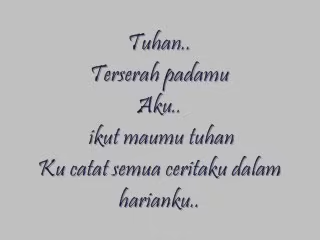 Tuhan..
Terserah padamu
Aku..
ikut maumu tuhan
Ku catat semua ceritaku dalam
harianku..